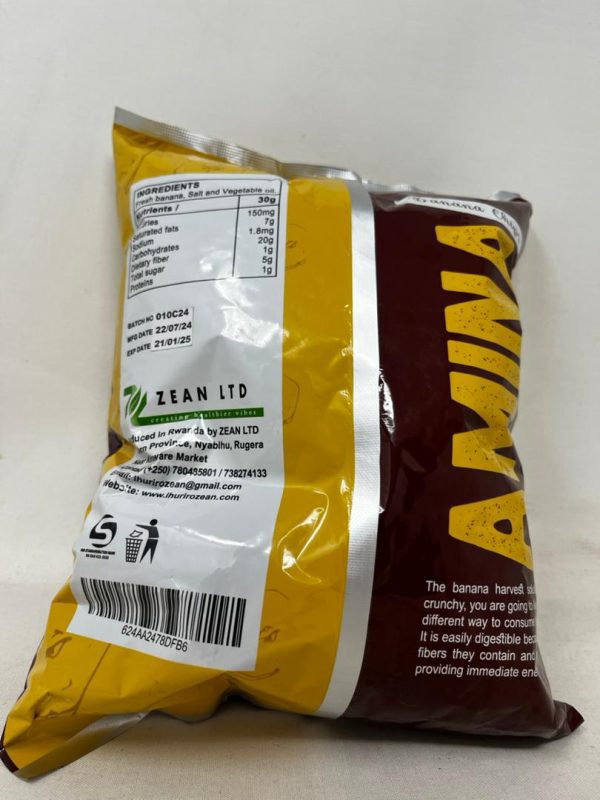 INGREDIENTS
Fresh banana, Salt and Vegetable oil.
Nutrients / 30g
150mg
Saturated fats 7g
Sodium 1.8mg
Carbohydrates 20g
Dietary fiber 1g
Total sugar 5g
Proteins 1g
BATCH NO 010C24
MFG DATE 22/07/24
EXP DATE 21/01/25
ZEAN LTD
creating healthier vibes
in Rwanda by ZEAN LTD
Province, Nyabihu, Rugera
Market
(+250) 780495801 / 738274133
ihurirozean@gmail.com
Website: www.ihurirozean.com
S
624AA2478DFB6
Banana Chips
AMINA
The banana harvest
crunchy, you are going to
different way to consume
It is easily digestible
fibers they contain and
providing immediate